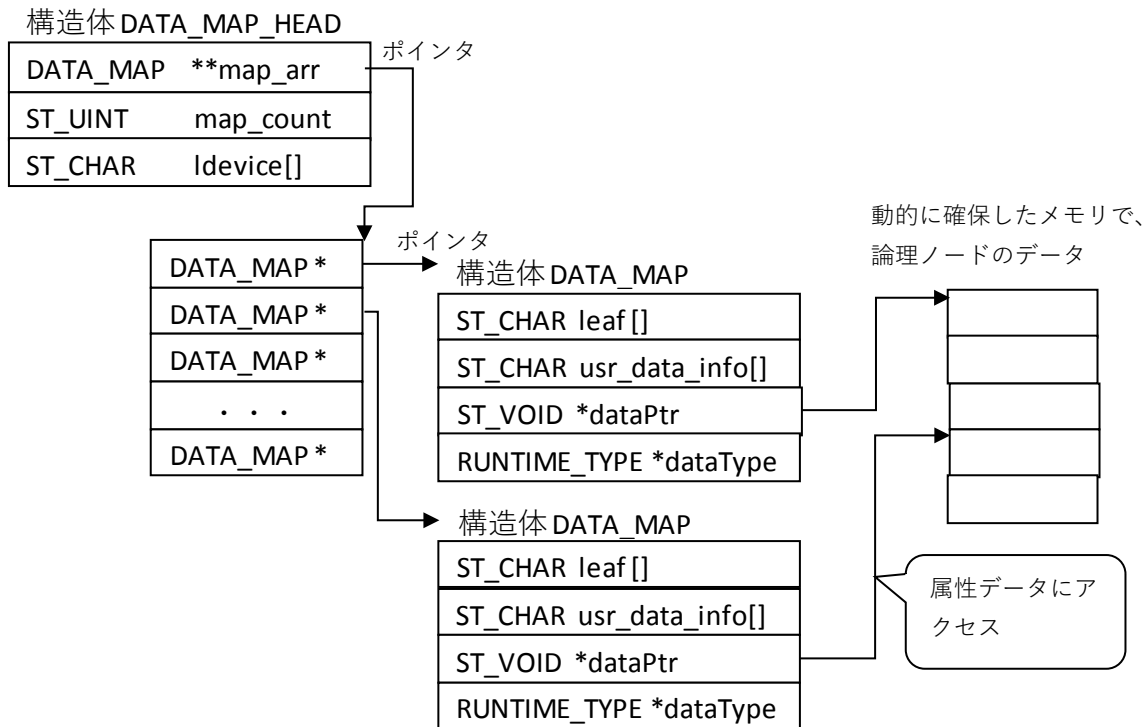 構造体DATA_MAP_HEAD
DATA_MAP **map_arr
ポインタ
ST_UINT map_count
ST_CHAR ldevice[]
動的に確保したメモリで、
論理ノードのデータ
DATA_MAP *
DATA_MAP *
DATA_MAP *
・・・
DATA_MAP *
ポインタ
構造体DATA_MAP
ST_CHAR leaf[]
ST_CHAR usr_data_info[]
ST_VOID *dataPtr
RUNTIME_TYPE *dataType
構造体DATA_MAP
ST_CHAR leaf[]
ST_CHAR usr_data_info[]
ST_VOID *dataPtr
RUNTIME_TYPE *dataType
属性データにア
クセス